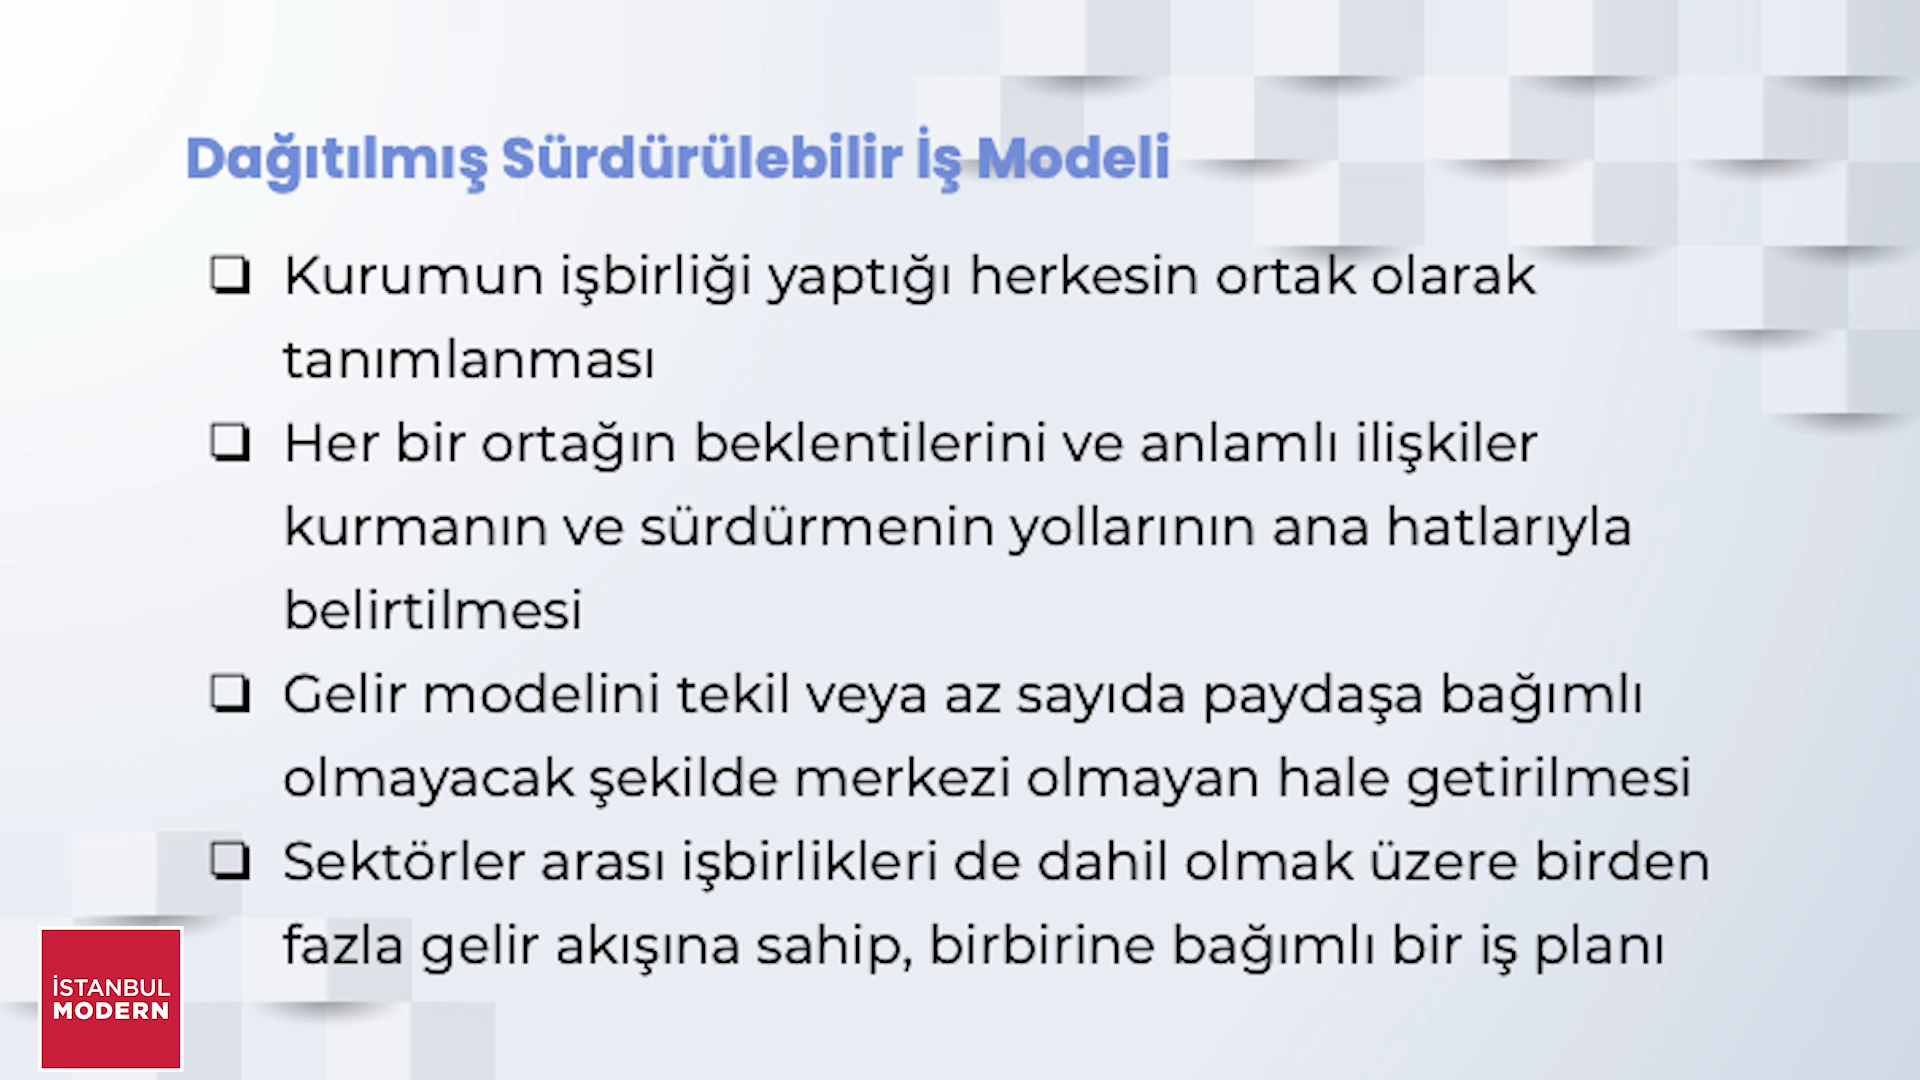 Dağıtılmış Sürdürülebilir İş Modeli
Kurumun işbirliği yaptığı herkesin ortak olarak
tanımlanması
Her bir ortağın beklentilerini ve anlamlı ilişkiler
kurmanın ve sürdürmenin yollarının ana hatlarıyla
belirtilmesi
Gelir modelini tekil veya az sayıda paydaşa bağımlı
olmayacak şekilde merkezi olmayan hale getirilmesi
Sektörler arası işbirlikleri de dahil olmak üzere birden
fazla gelir akışına sahip, birbirine bağımlı bir iş planı
İSTANBUL
MODERN